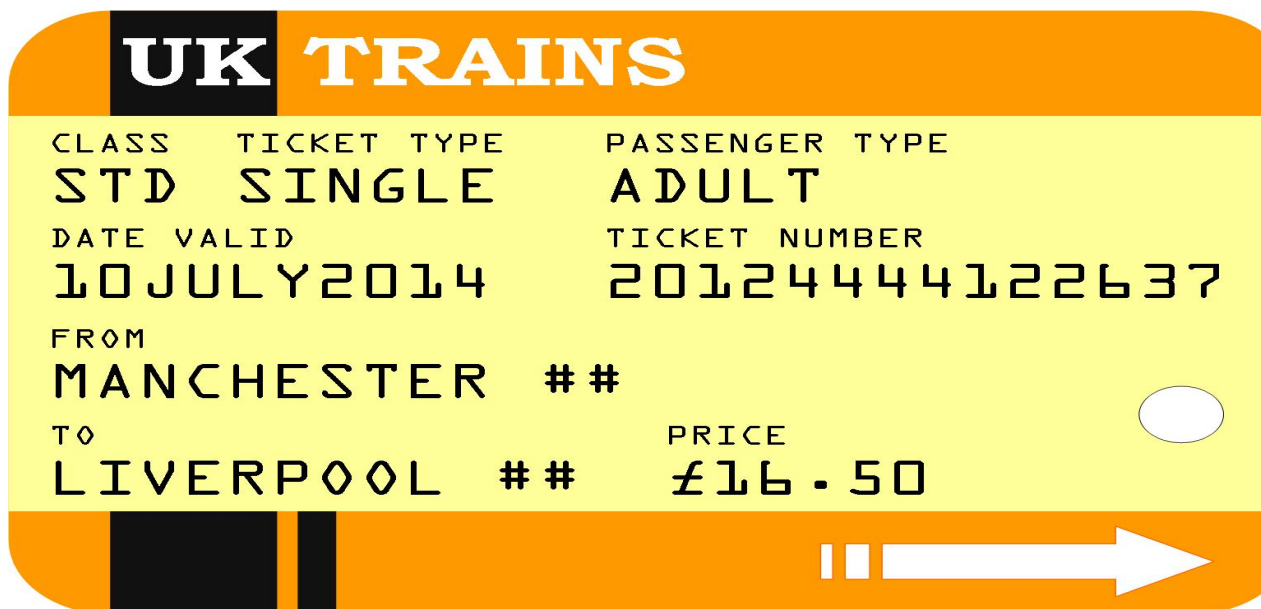 UK TRAINS
CLASS TICKET TYPE PASSENGER TYPE
STD SINGLE ADULT
DATE VALID TICKET NUMBER
10JULY2014 20124444122637
FROM
MANCHESTER ##
TO PRICE
LIVERPOOL ## £16.50